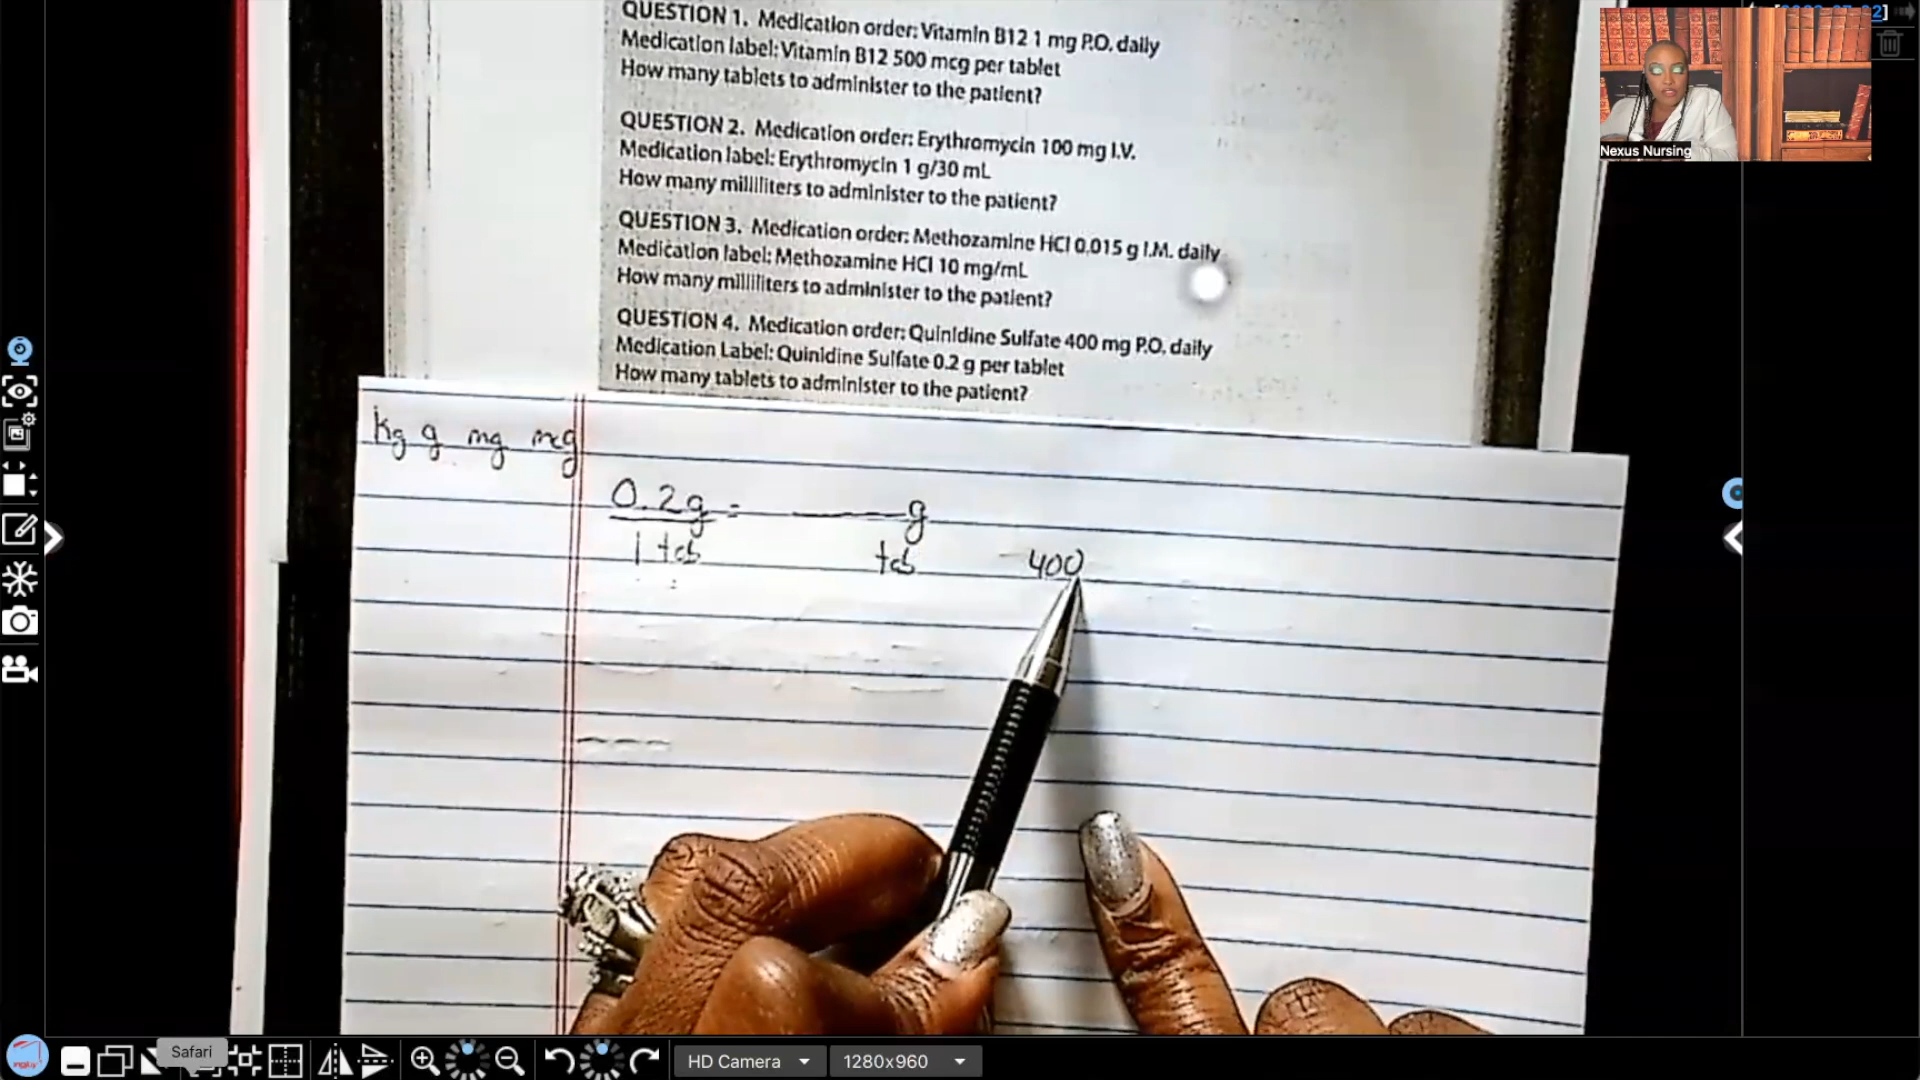 QUESTION 1. Medication order: Vitamin B12 1 mg P.O. daily
Medication label: Vitamin B12 500 mcg per tablet
How many tablets to administer to the patient?
QUESTION 2. Medication order: Erythromycin 100 mg I.V.
Medication label: Erythromycin 1 g/30 mL
How many milliliters to administer to the patient?
QUESTION 3. Medication order: Methozamine HCl 0.015 g I.M. daily
Medication label: Methozamine HCl 10 mg/mL
How many milliliters to administer to the patient?
QUESTION 4. Medication order: Quinidine Sulfate 400 mg P.O. daily
Medication Label: Quinidine Sulfate 0.2 g per tablet
How many tablets to administer to the patient?
Nexus Nursing
kg g mg mcg
0.2g = ____ g
1 tab tab 400
Safari
HD Camera
1280x960